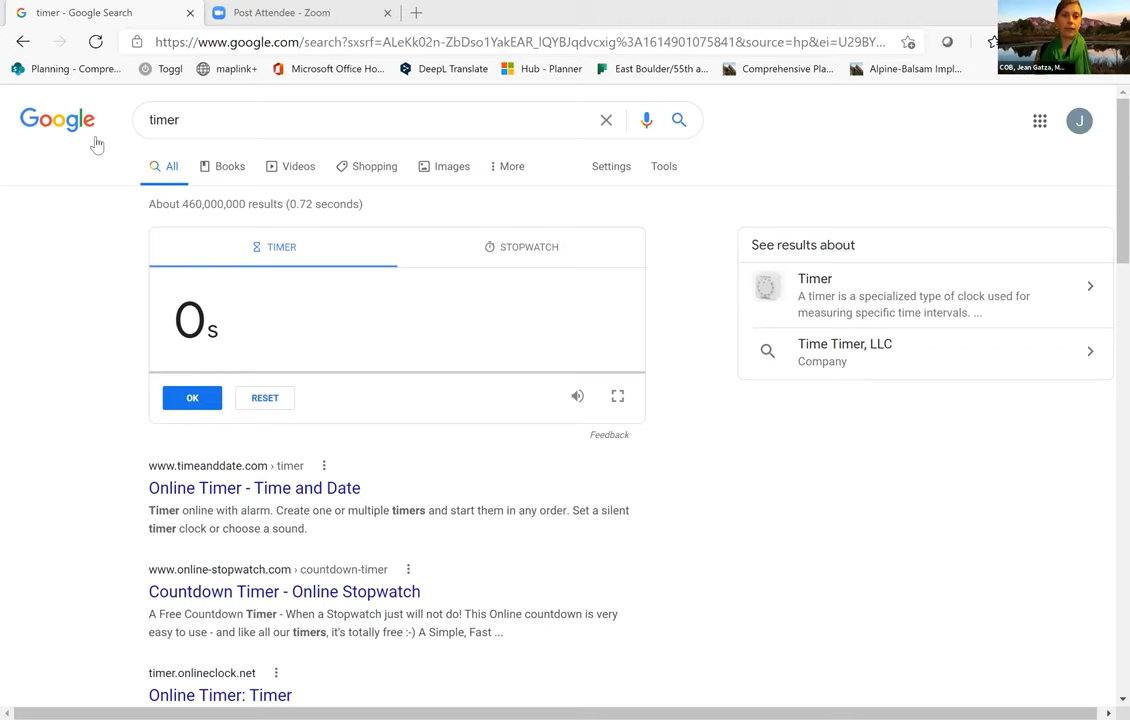 timer - Google Search
Post Attendee - Zoom
https://www.google.com/search?sxsrf=ALeKk02n-ZbDso1YakEAR_IQYBJqdvcxig%3A1614901075841&source=hp&ei=U29BY...
Planning - Compre...
Toggl
maplink+
Microsoft Office Ho...
DeepL Translate
Hub - Planner
East Boulder/55th a...
Comprehensive Pla...
Alpine-Balsam Impl...
COB, Jean Gatza, M...
Google
timer
J
All
Books
Videos
Shopping
Images
More
Settings
Tools
About 460,000,000 results (0.72 seconds)
TIMER
STOPWATCH
0s
OK
RESET
Feedback
See results about
Timer
A timer is a specialized type of clock used for
measuring specific time intervals. ...
Time Timer, LLC
Company
www.timeanddate.com › timer
Online Timer - Time and Date
Timer online with alarm. Create one or multiple timers and start them in any order. Set a silent
timer clock or choose a sound.
www.online-stopwatch.com › countdown-timer
Countdown Timer - Online Stopwatch
A Free Countdown Timer - When a Stopwatch just will not do! This Online countdown is very
easy to use - and like all our timers, it's totally free :-) A Simple, Fast ...
timer.onlineclock.net
Online Timer: Timer